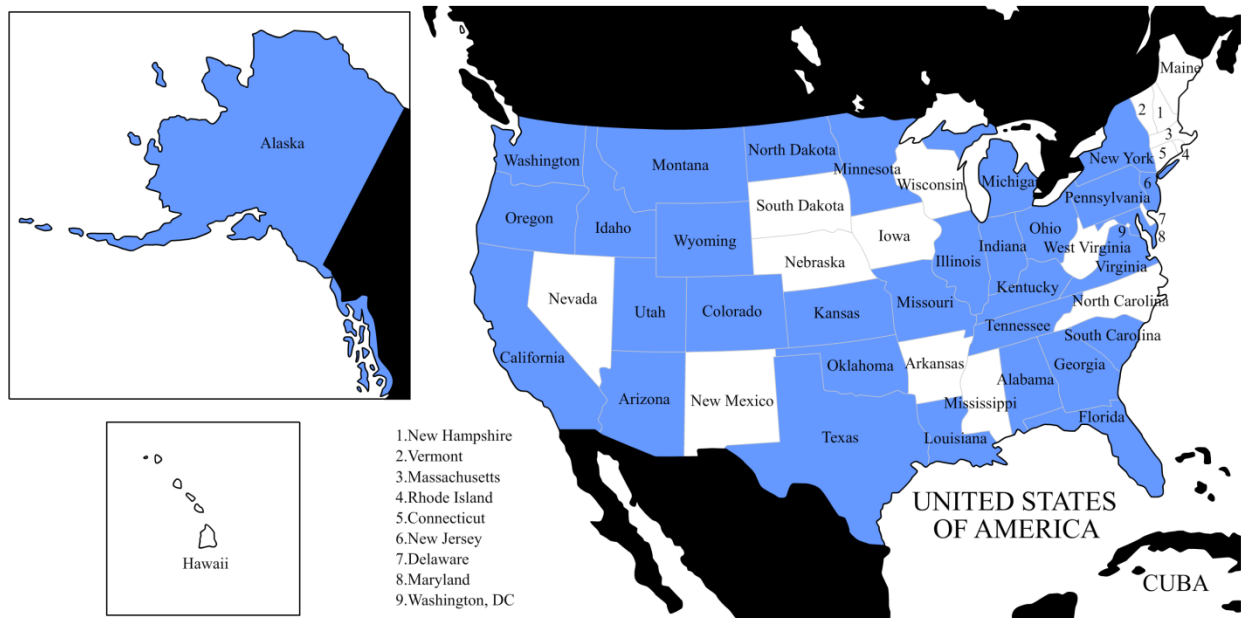 Alaska
Hawaii
1.New Hampshire
2.Vermont
3.Massachusetts
4.Rhode Island
5.Connecticut
6.New Jersey
7.Delaware
8.Maryland
9.Washington, DC
Maine
2
1
3
5
4
Washington
Montana
North Dakota
Minnesota
Wisconsin
Michigan
New York
6
Pennsylvania
Oregon
Idaho
Wyoming
South Dakota
Iowa
Nebraska
Illinois
Indiana
Ohio
West Virginia
9
7
8
Virginia
Nevada
Utah
Colorado
Kansas
Missouri
Kentucky
North Carolina
Tennessee
South Carolina
California
Arizona
New Mexico
Oklahoma
Arkansas
Mississippi
Alabama
Georgia
Texas
Louisiana
Florida
UNITED STATES
OF AMERICA
CUBA